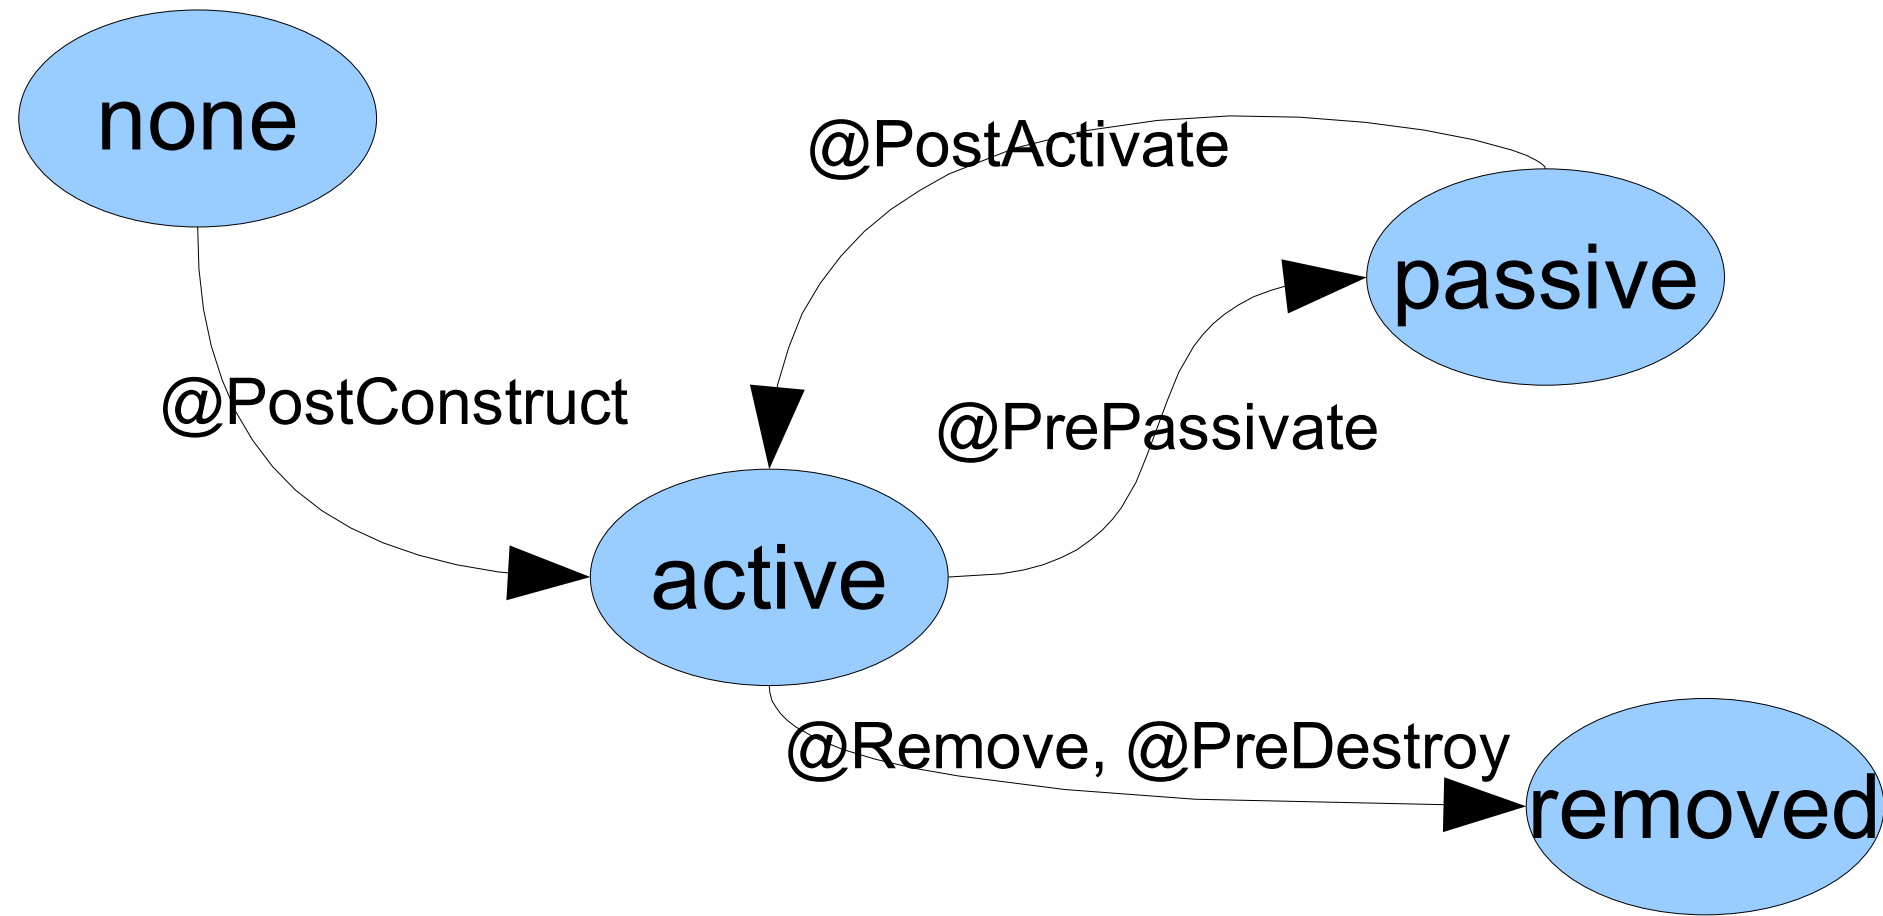 none
@PostActivate
passive
@PostConstruct
@PrePassivate
active
@Remove, @PreDestroy
removed